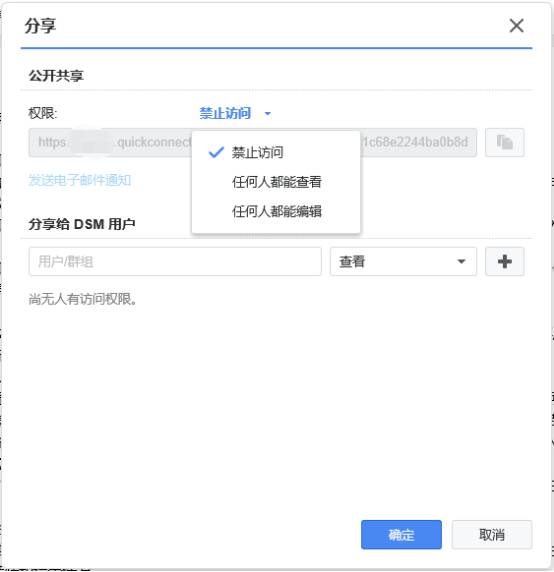 分享
公开共享
权限: 禁止访问
https. .quickconnect 1c68e2244ba0b8d
禁止访问
任何人都能查看
任何人都能编辑
发送电子邮件通知
分享给 DSM 用户
用户/群组 查看
尚无人有访问权限。
确定 取消